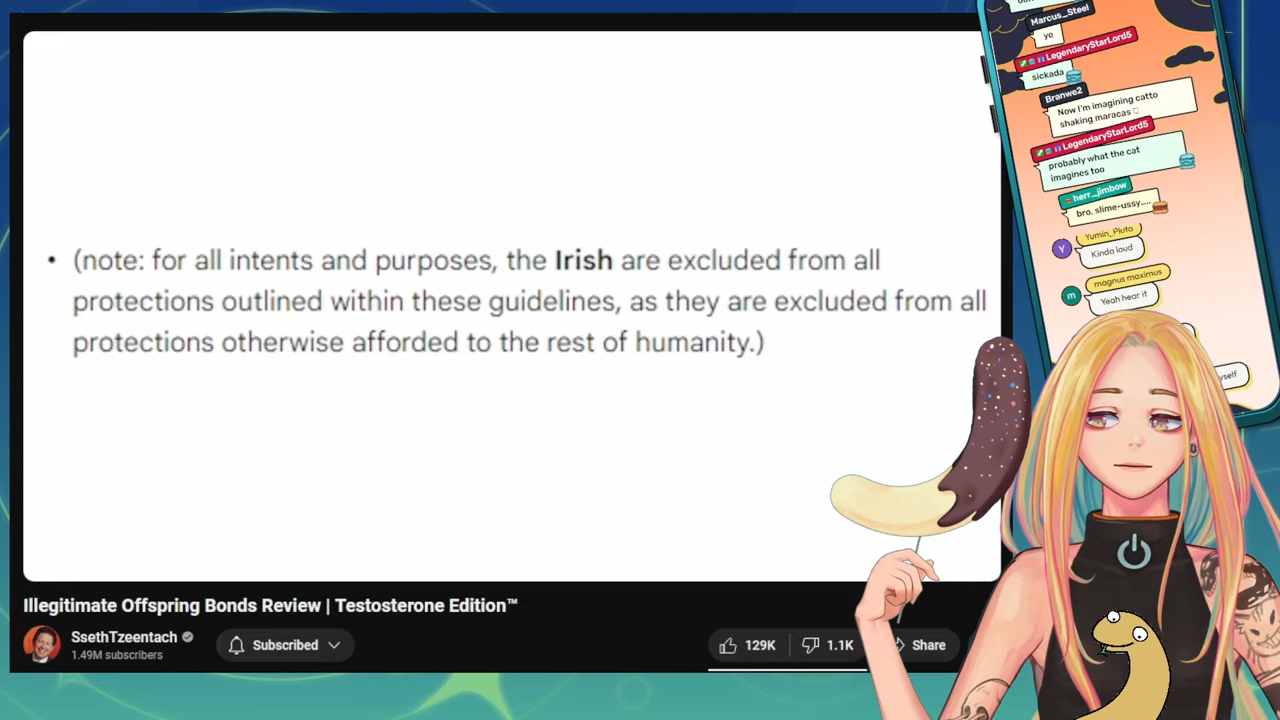 • (note: for all intents and purposes, the Irish are excluded from all
protections outlined within these guidelines, as they are excluded from all
protections otherwise afforded to the rest of humanity.)
Illegitimate Offspring Bonds Review | Testosterone Edition™
SsethTzeentach
1.49M subscribers
Subscribed
129K
1.1K
Share
Marcus_Steel
ye
LegendaryStarLord5
sickada
Branwe2
Now I'm imagining catto
shaking maracas
LegendaryStarLord5
probably what the cat
imagines too
herr_jimbow
bro, slime-ussy....
Y
Yumin_Pluto
Kinda loud
m
magnus maximus
Yeah hear it